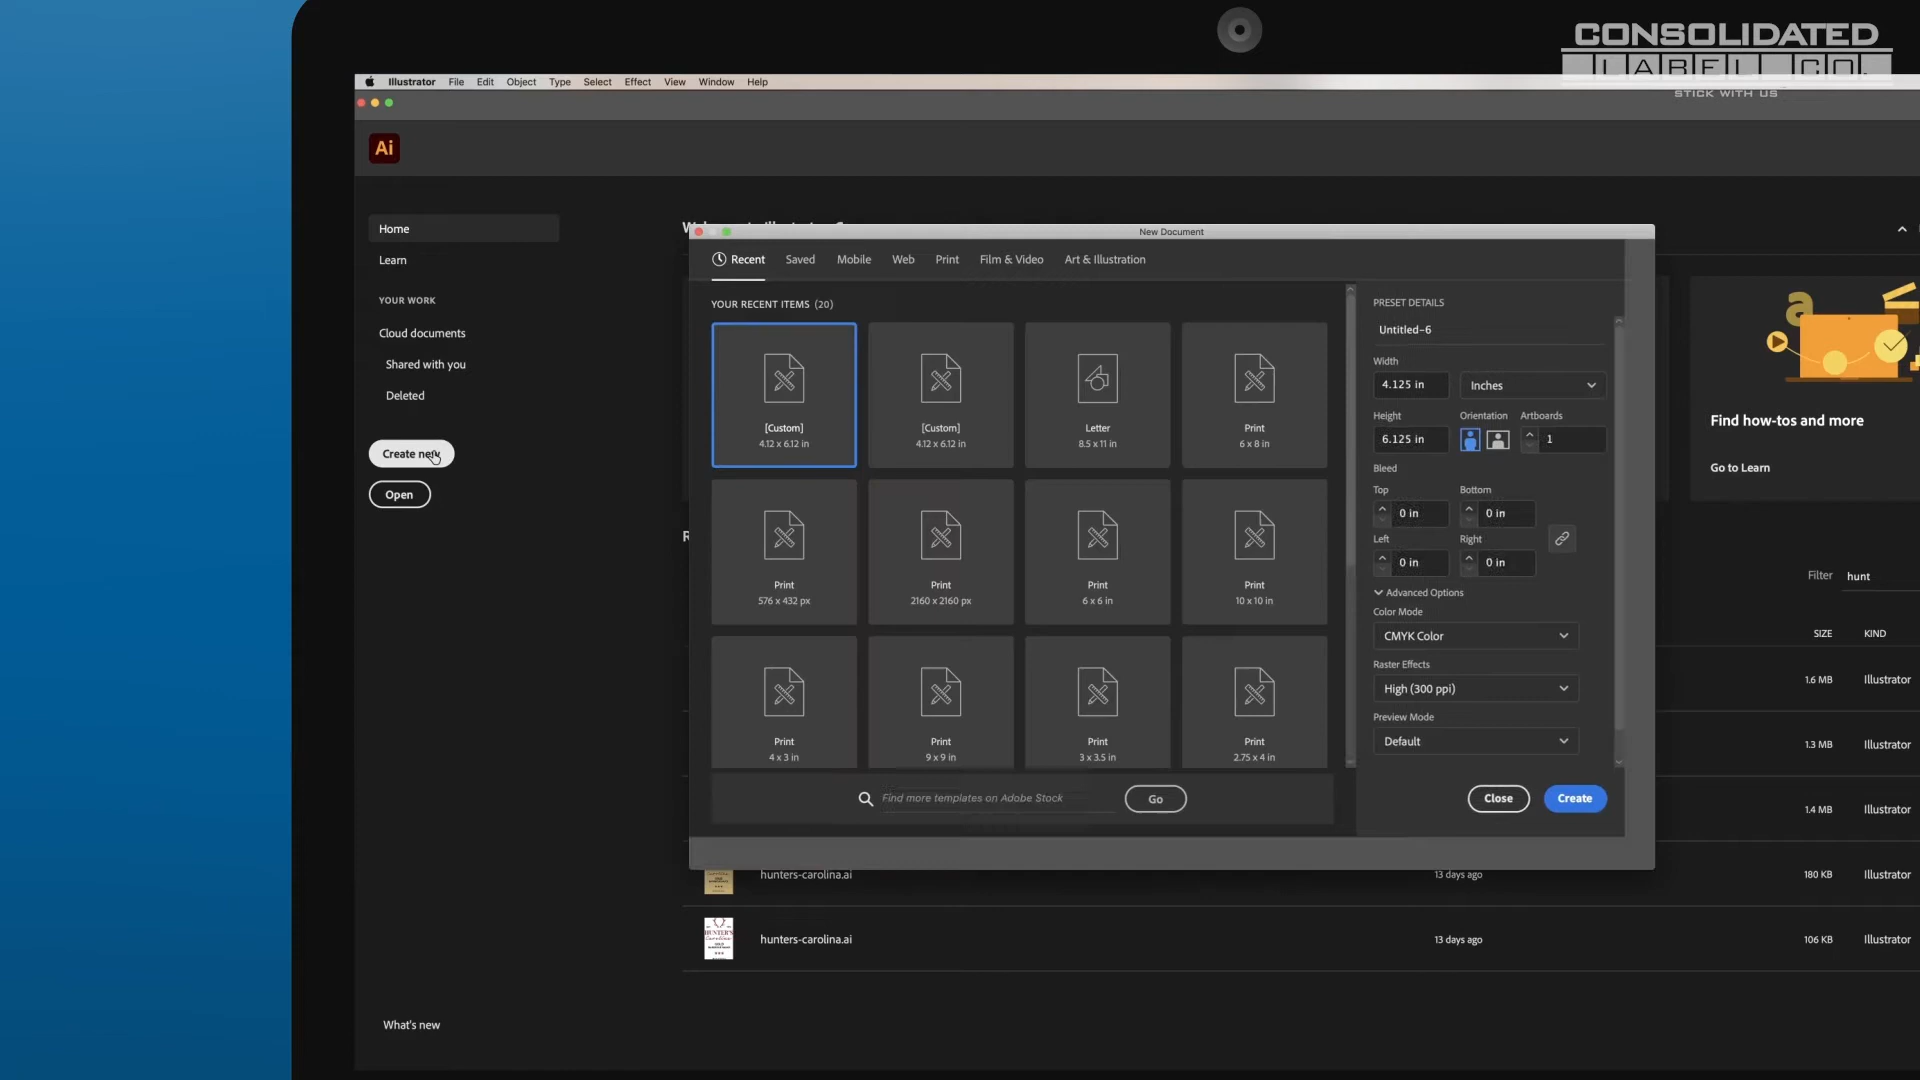 CONSOLIDATED
LABEL CO.
STICK WITH US
Illustrator File Edit Object Type Select Effect View Window Help
Ai
Home
Learn
YOUR WORK
Cloud documents
Shared with you
Deleted
Create new
Open
What's new
New Document
Recent Saved Mobile Web Print Film & Video Art & Illustration
YOUR RECENT ITEMS (20)
[Custom]
4.12 x 6.12 in
[Custom]
4.12 x 6.12 in
Letter
8.5 x 11 in
Print
6 x 8 in
Print
576 x 432 px
Print
2160 x 2160 px
Print
6 x 6 in
Print
10 x 10 in
Print
4 x 3 in
Print
9 x 9 in
Print
3 x 3.5 in
Print
2.75 x 4 in
Find more templates on Adobe Stock
Go
PRESET DETAILS
Untitled-6
Width
4.125 in
Inches
Height Orientation Artboards
6.125 in
1
Bleed
Top Bottom
0 in 0 in
Left Right
0 in 0 in
Advanced Options
Color Mode
CMYK Color
Raster Effects
High (300 ppi)
Preview Mode
Default
Close
Create
Find how-tos and more
Go to Learn
Filter hunt
SIZE KIND
1.6 MB Illustrator
1.3 MB Illustrator
1.4 MB Illustrator
hunters-carolina.ai 13 days ago 180 KB Illustrator
HUNTER'S
hunters-carolina.ai 13 days ago 106 KB Illustrator